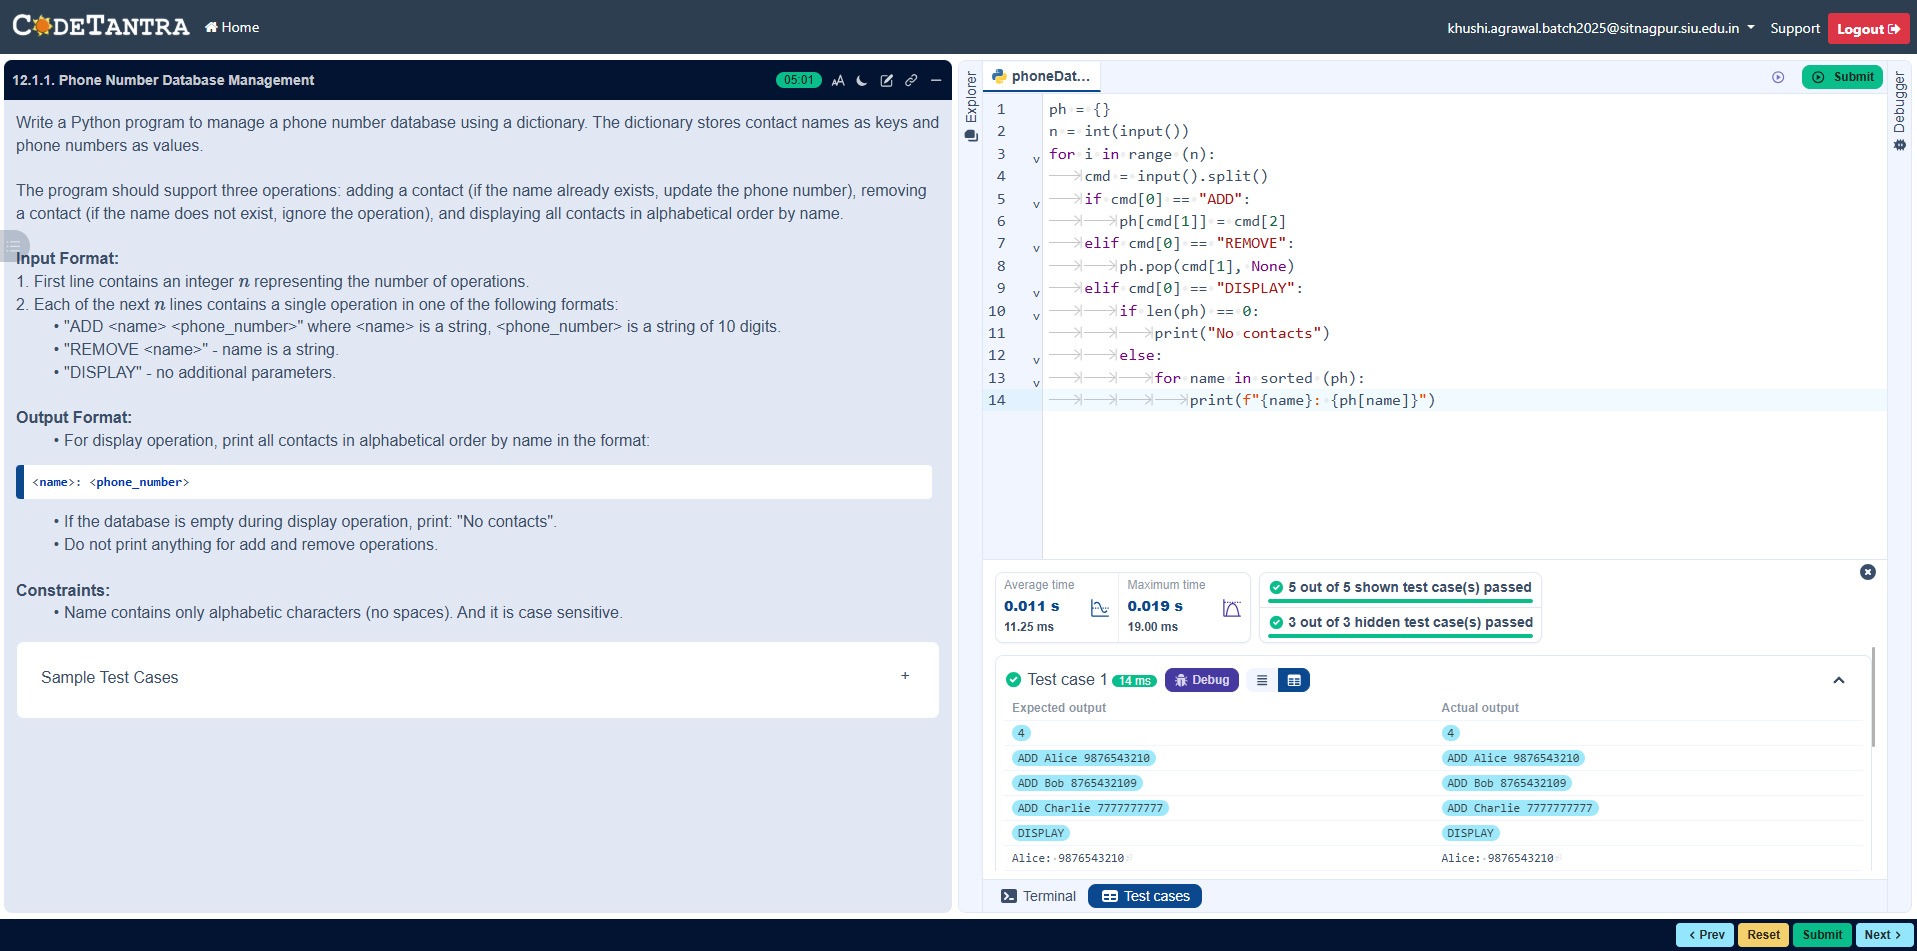 CODETANTRA Home khushi.agrawal.batch2025@sitnagpur.siu.edu.in Support Logout
12.1.1. Phone Number Database Management 05:01
Write a Python program to manage a phone number database using a dictionary. The dictionary stores contact names as keys and
phone numbers as values.
The program should support three operations: adding a contact (if the name already exists, update the phone number), removing
a contact (if the name does not exist, ignore the operation), and displaying all contacts in alphabetical order by name.
Input Format:
1. First line contains an integer n representing the number of operations.
2. Each of the next n lines contains a single operation in one of the following formats:
• "ADD <name> <phone_number>" where <name> is a string, <phone_number> is a string of 10 digits.
• "REMOVE <name>" - name is a string.
• "DISPLAY" - no additional parameters.
Output Format:
• For display operation, print all contacts in alphabetical order by name in the format:
<name>: <phone_number>
• If the database is empty during display operation, print: "No contacts".
• Do not print anything for add and remove operations.
Constraints:
• Name contains only alphabetic characters (no spaces). And it is case sensitive.
Sample Test Cases +
Explorer
phoneDat... Submit
Debugger
1 ph = {}
2 n = int(input())
3 for i in range (n):
4 cmd = input().split()
5 if cmd[0] == "ADD":
6 ph[cmd[1]] = cmd[2]
7 elif cmd[0] == "REMOVE":
8 ph.pop(cmd[1], None)
9 elif cmd[0] == "DISPLAY":
10 if len(ph) == 0:
11 print("No contacts")
12 else:
13 for name in sorted (ph):
14 print(f"{name}: {ph[name]}")
Average time Maximum time
0.011 s 0.019 s
11.25 ms 19.00 ms
5 out of 5 shown test case(s) passed
3 out of 3 hidden test case(s) passed
Test case 1 14 ms Debug
Expected output Actual output
4 4
ADD Alice 9876543210 ADD Alice 9876543210
ADD Bob 8765432109 ADD Bob 8765432109
ADD Charlie 7777777777 ADD Charlie 7777777777
DISPLAY DISPLAY
Alice: 9876543210 Alice: 9876543210
Terminal Test cases
< Prev Reset Submit Next >